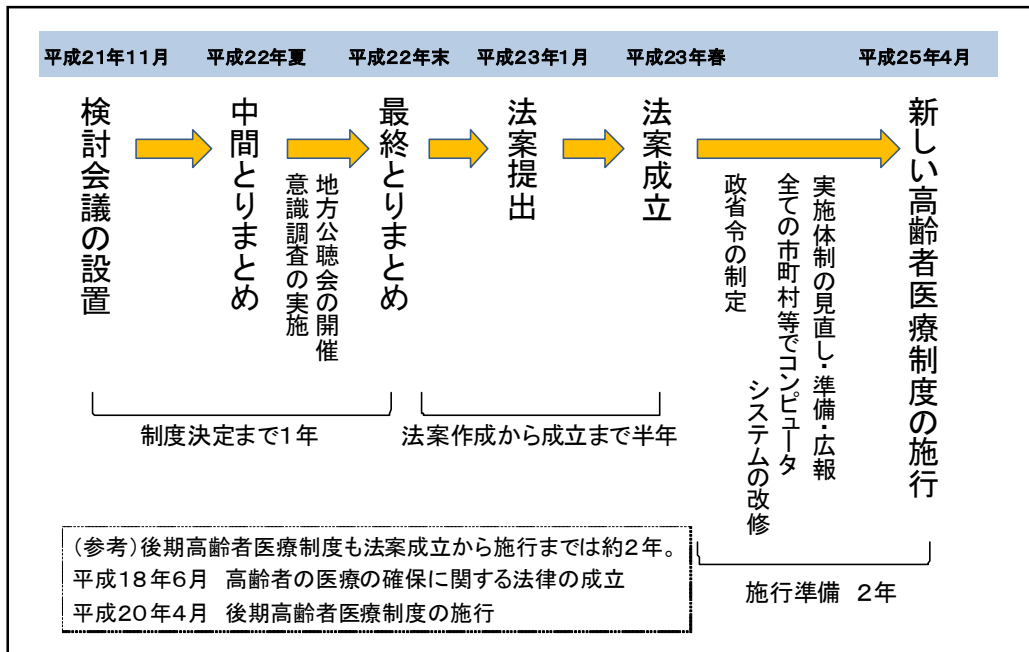 平成21年11月
平成22年夏
平成22年末
平成23年1月
平成23年春
平成25年4月
検討会議の設置
中間とりまとめ
地方公聴会の開催
意識調査の実施
最終とりまとめ
法案提出
法案成立
新しい高齢者医療制度の施行
実施体制の見直し・準備・広報
全ての市町村等でコンピュータ
システムの改修
政省令の制定
制度決定まで1年
法案作成から成立まで半年
施行準備 2年
(参考)後期高齢者医療制度も法案成立から施行までは約2年。
平成18年6月 高齢者の医療の確保に関する法律の成立
平成20年4月 後期高齢者医療制度の施行